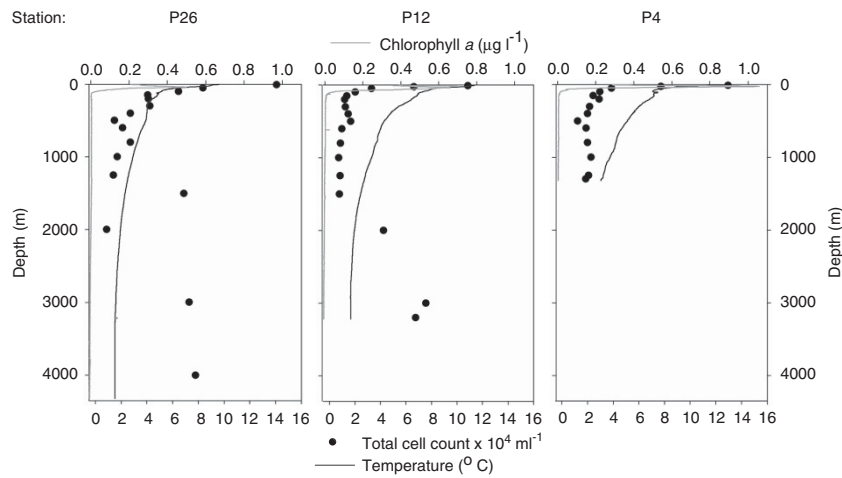 Station: P26 P12 P4
Chlorophyll a (μg l-1)
0.0 0.2 0.4 0.6 0.8 1.0 0.0 0.2 0.4 0.6 0.8 1.0 0.0 0.2 0.4 0.6 0.8 1.0
0 0
1000 1000
2000 2000
3000 3000
4000 4000
Depth (m) Depth (m)
0 2 4 6 8 10 12 14 16 0 2 4 6 8 10 12 14 16 0 2 4 6 8 10 12 14 16
Total cell count x 10^4 ml-1
Temperature (o C)